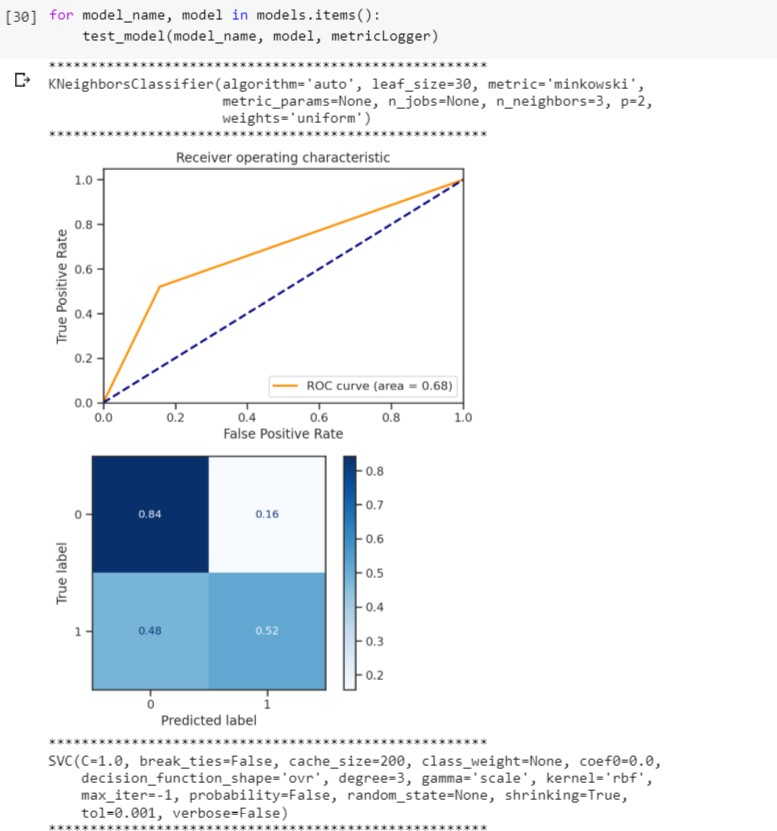 [30] for model_name, model in models.items():
test_model(model_name, model, metricLogger)
*****************************************************
KNeighborsClassifier(algorithm='auto', leaf_size=30, metric='minkowski',
metric_params=None, n_jobs=None, n_neighbors=3, p=2,
weights='uniform')
*****************************************************
Receiver operating characteristic
1.0
0.8
0.6
0.4
0.2
0.0
True Positive Rate
ROC curve (area = 0.68)
0.0 0.2 0.4 0.6 0.8 1.0
False Positive Rate
0 0.84 0.16
1 0.48 0.52
True label
0 1
Predicted label
0.8
0.7
0.6
0.5
0.4
0.3
0.2
*****************************************************
SVC(C=1.0, break_ties=False, cache_size=200, class_weight=None, coef0=0.0,
decision_function_shape='ovr', degree=3, gamma='scale', kernel='rbf',
max_iter=-1, probability=False, random_state=None, shrinking=True,
tol=0.001, verbose=False)
*****************************************************